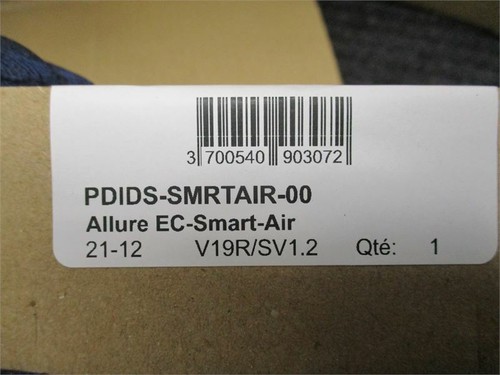 3 700540 903072
PDIDS-SMRTAIR-00
Allure EC-Smart-Air
21-12 V19R/SV1.2 Qté: 1